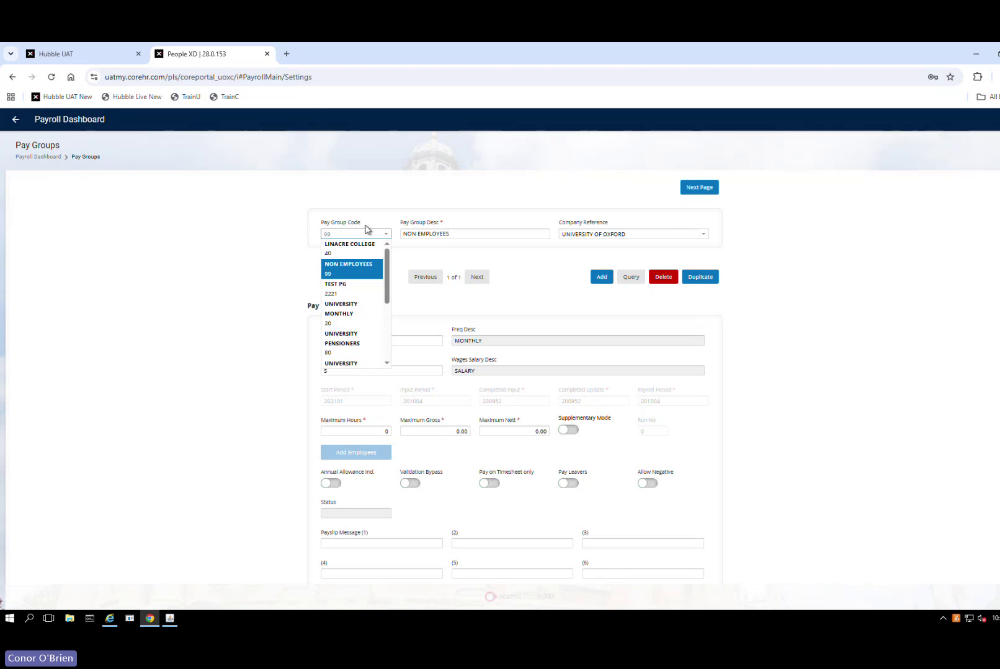 Hubble UAT
People XD | 28.0.153
uatmy.corehr.com/pls/coreportal_uoxc/i#PayrollMain/Settings
Hubble UAT New
Hubble Live New
TrainU
TrainC
All
Payroll Dashboard
Pay Groups
Payroll Dashboard > Pay Groups
Next Page
Pay Group Code
Pay Group Desc *
Company Reference
99
NON EMPLOYEES
UNIVERSITY OF OXFORD
LINACRE COLLEGE
40
NON EMPLOYEES
99
TEST PG
2221
UNIVERSITY
MONTHLY
20
UNIVERSITY
PENSIONERS
80
UNIVERSITY
Previous
1 of 1
Next
Add
Query
Delete
Duplicate
Pay
Freq Desc
MONTHLY
Wages Salary Desc
S
SALARY
Start Period *
Input Period *
Completed Input *
Completed Update *
Payroll Period *
202101
201004
200952
200952
201004
Maximum Hours *
Maximum Gross *
Maximum Nett *
Supplementary Mode
Run No
0
0.00
0.00
0
Add Employees
Annual Allowance Ind.
Validation Bypass
Pay on Timesheet only
Pay Leavers
Allow Negative
Status
Payslip Message (1)
(2)
(3)
(4)
(5)
(6)
access PeopleXD
10:
Conor O'Brien